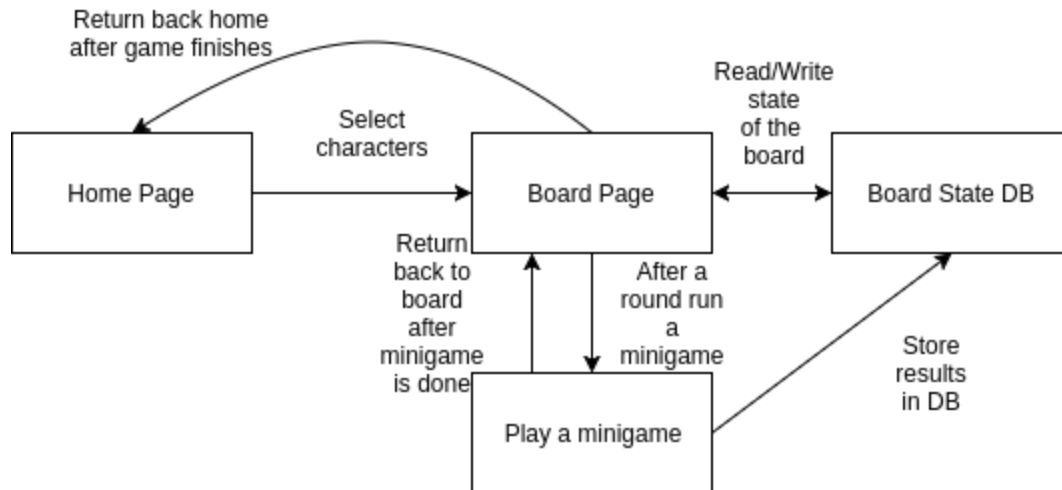 Return back home
after game finishes
Select
characters
Read/Write
state
of the
board
Home Page
Board Page
Board State DB
Return
back to
board
after
minigame
is done
After a
round run
a
minigame
Store
results
in DB
Play a minigame